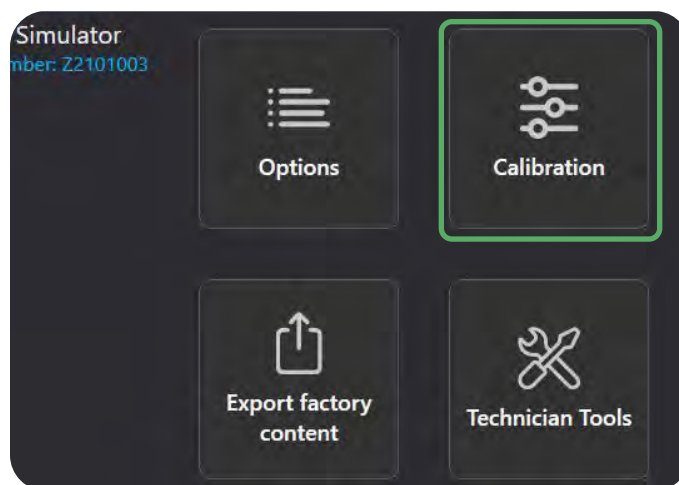 Simulator
mber: Z2101003
Options
Calibration
Export factory
content
Technician Tools